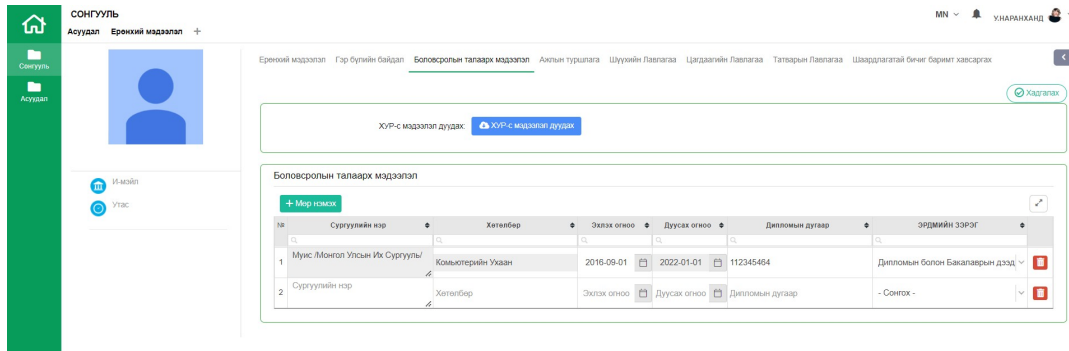 СОНГУУЛЬ
MN
У.НАРАНХАНД
Асуудал Ерөнхий мэдээлэл +
Сонгууль
Асуудал
Ерөнхий мэдээлэл Гэр бүлийн байдал Боловсролын талаарх мэдээлэл Ажлын туршлага Шүүхийн Лавлагаа Цагдаагийн Лавлагаа Татварын Лавлагаа Шаардлагатай бичиг баримт хавсаргах
Хадгалах
ХУР-с мэдээлэл дуудах: ХУР-с мэдээлэл дуудах
И-мэйл
Утас
Боловсролын талаарх мэдээлэл
+ Мөр нэмэх
№ Сургуулийн нэр Хөтөлбөр Эхлэх огноо Дуусах огноо Дипломын дугаар ЭРДМИЙН ЗЭРЭГ
1 Муис /Монгол Улсын Их Сургууль/ Комьютерийн Ухаан 2016-09-01 2022-01-01 112345464 Дипломын болон Бакалаврын дээд
2 Сургуулийн нэр Хөтөлбөр Эхлэх огноо Дуусах огноо Дипломын дугаар - Сонгох -